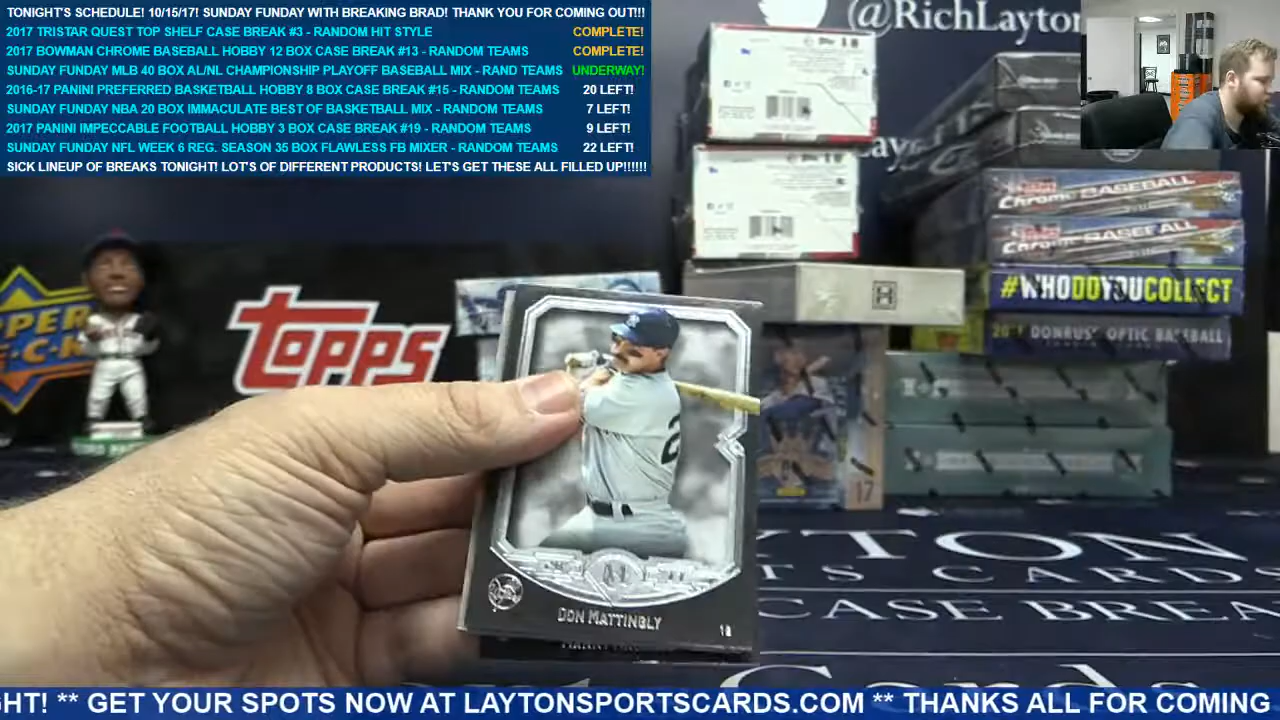 TONIGHT'S SCHEDULE! 10/15/17! SUNDAY FUNDAY WITH BREAKING BRAD! THANK YOU FOR COMING OUT!!!
2017 TRISTAR QUEST TOP SHELF CASE BREAK #3 - RANDOM HIT STYLE COMPLETE!
2017 BOWMAN CHROME BASEBALL HOBBY 12 BOX CASE BREAK #13 - RANDOM TEAMS COMPLETE!
SUNDAY FUNDAY MLB 40 BOX AL/NL CHAMPIONSHIP PLAYOFF BASEBALL MIX - RAND TEAMS UNDERWAY!
2016-17 PANINI PREFERRED BASKETBALL HOBBY 8 BOX CASE BREAK #15 - RANDOM TEAMS 20 LEFT!
SUNDAY FUNDAY NBA 20 BOX IMMACULATE BEST OF BASKETBALL MIX - RANDOM TEAMS 7 LEFT!
2017 PANINI IMPECCABLE FOOTBALL HOBBY 3 BOX CASE BREAK #19 - RANDOM TEAMS 9 LEFT!
SUNDAY FUNDAY NFL WEEK 6 REG. SEASON 35 BOX FLAWLESS FB MIXER - RANDOM TEAMS 22 LEFT!
SICK LINEUP OF BREAKS TONIGHT! LOT'S OF DIFFERENT PRODUCTS! LET'S GET THESE ALL FILLED UP!!!!!!
@RichLayton
Chrome BASEBALL
Chrome BASEBALL
#WHODOYOUCOLLECT
DONRUSS OPTIC BASEBALL
TOPPS
17
H
2
DON MATTINGLY
CASE BREA
GHT! ** GET YOUR SPOTS NOW AT LAYTONSPORTSCARDS.COM ** THANKS ALL FOR COMING